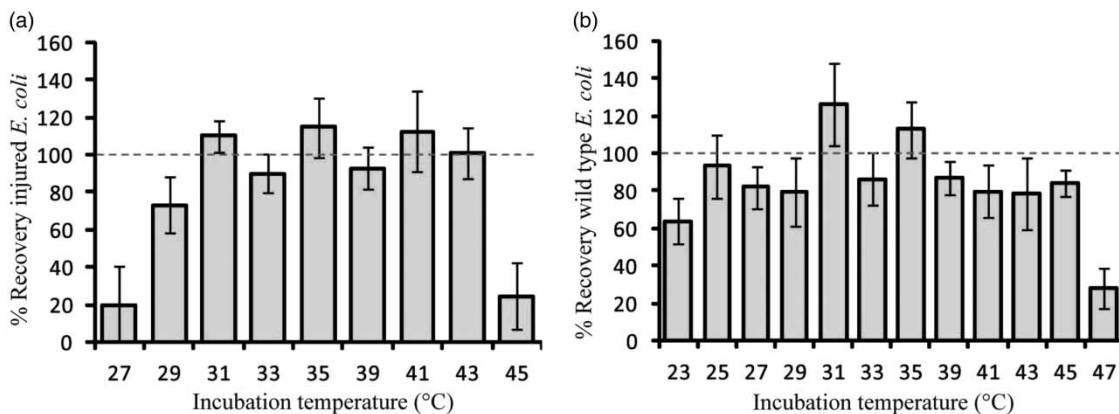 (a)
% Recovery injured E. coli
160
140
120
100
80
60
40
20
0
27 29 31 33 35 39 41 43 45
Incubation temperature (°C)
(b)
% Recovery wild type E. coli
160
140
120
100
80
60
40
20
0
23 25 27 29 31 33 35 39 41 43 45 47
Incubation temperature (°C)